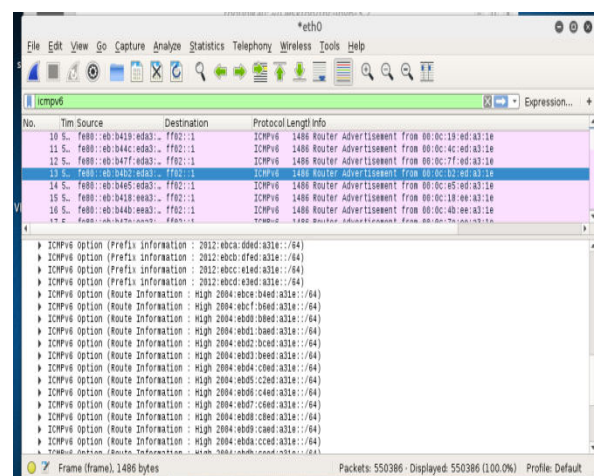 *eth0
File Edit View Go Capture Analyze Statistics Telephony Wireless Tools Help
icmpv6
Expression... +
No. Tim Source Destination Protocol Lengtl Info
10 5… fe80::eb:b419:eda3:… ff02::1 ICMPv6 1486 Router Advertisement from 00:0c:19:ed:a3:1e
11 5… fe80::eb:b44c:eda3:… ff02::1 ICMPv6 1486 Router Advertisement from 00:0c:4c:ed:a3:1e
12 5… fe80::eb:b47f:eda3:… ff02::1 ICMPv6 1486 Router Advertisement from 00:0c:7f:ed:a3:1e
13 5… fe80::eb:b4b2:eda3:… ff02::1 ICMPv6 1486 Router Advertisement from 00:0c:b2:ed:a3:1e
14 5… fe80::eb:b4e5:eda3:… ff02::1 ICMPv6 1486 Router Advertisement from 00:0c:e5:ed:a3:1e
15 5… fe80::eb:b418:eea3:… ff02::1 ICMPv6 1486 Router Advertisement from 00:0c:18:ee:a3:1e
16 5… fe80::eb:b44b:eea3:… ff02::1 ICMPv6 1486 Router Advertisement from 00:0c:4b:ee:a3:1e
ICMPv6 Option (Prefix information : 2012:ebca:dded:a31e::/64)
ICMPv6 Option (Prefix information : 2012:ebcb:dfed:a31e::/64)
ICMPv6 Option (Prefix information : 2012:ebcc:e1ed:a31e::/64)
ICMPv6 Option (Prefix information : 2012:ebcd:e3ed:a31e::/64)
ICMPv6 Option (Route Information : High 2004:ebce:b4ed:a31e::/64)
ICMPv6 Option (Route Information : High 2004:ebcf:b6ed:a31e::/64)
ICMPv6 Option (Route Information : High 2004:ebd0:b8ed:a31e::/64)
ICMPv6 Option (Route Information : High 2004:ebd1:baed:a31e::/64)
ICMPv6 Option (Route Information : High 2004:ebd2:bced:a31e::/64)
ICMPv6 Option (Route Information : High 2004:ebd3:beed:a31e::/64)
ICMPv6 Option (Route Information : High 2004:ebd4:c0ed:a31e::/64)
ICMPv6 Option (Route Information : High 2004:ebd5:c2ed:a31e::/64)
ICMPv6 Option (Route Information : High 2004:ebd6:c4ed:a31e::/64)
ICMPv6 Option (Route Information : High 2004:ebd7:c6ed:a31e::/64)
ICMPv6 Option (Route Information : High 2004:ebd8:c8ed:a31e::/64)
ICMPv6 Option (Route Information : High 2004:ebd9:caed:a31e::/64)
ICMPv6 Option (Route Information : High 2004:ebda:cced:a31e::/64)
Frame (frame), 1486 bytes Packets: 550386 · Displayed: 550386 (100.0%) Profile: Default